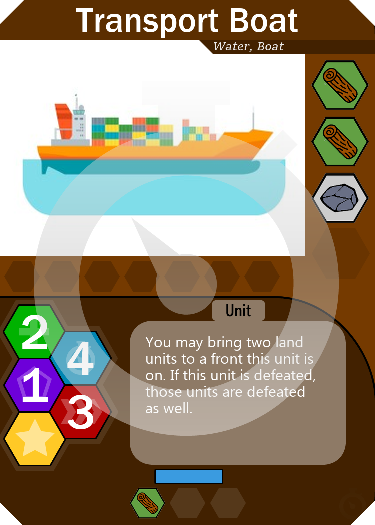 Transport Boat
Water, Boat
Unit
2
4
1
3
You may bring two land
units to a front this unit is
on. If this unit is defeated,
those units are defeated
as well.